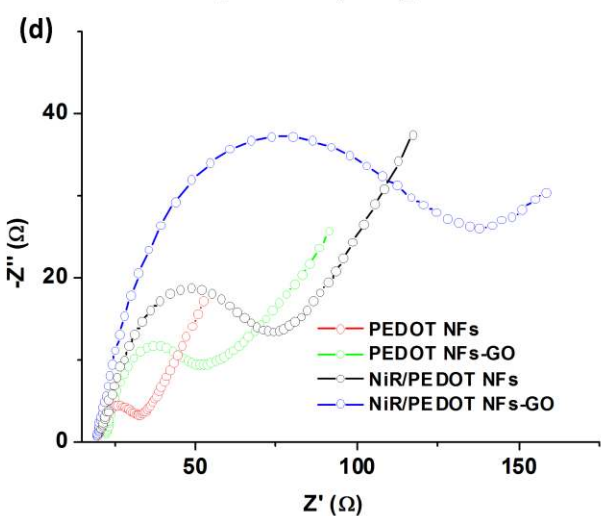 (d)
40
20
0
-Z" (Ω)
PEDOT NFs
PEDOT NFs-GO
NiR/PEDOT NFs
NiR/PEDOT NFs-GO
50 100 150
Z' (Ω)